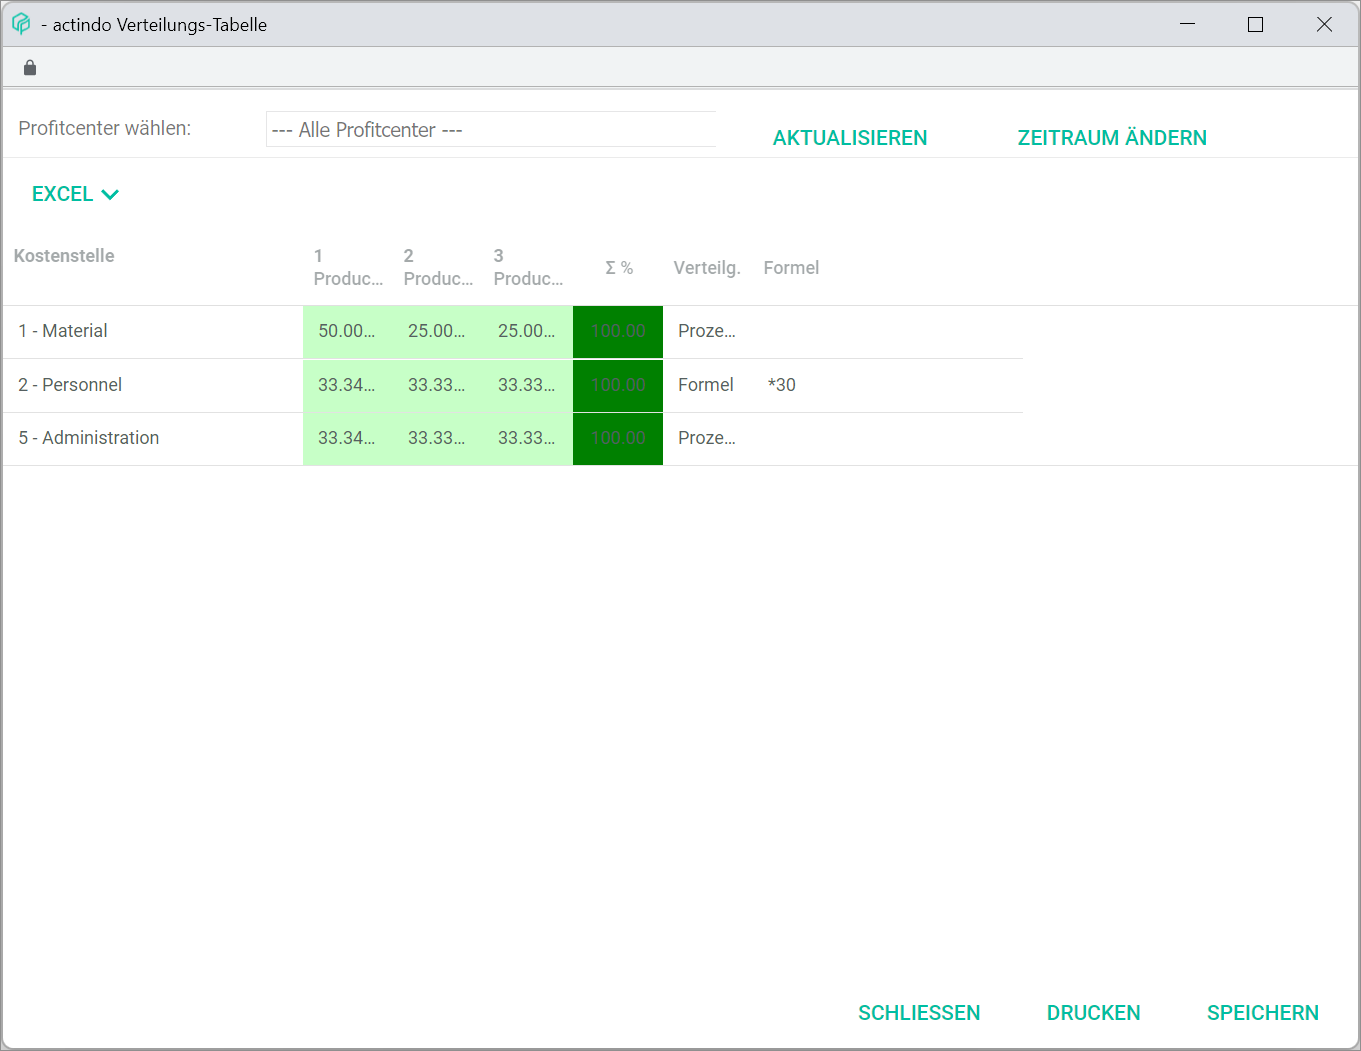 - actindo Verteilungs-Tabelle
Profitcenter wählen: --- Alle Profitcenter --- AKTUALISIEREN ZEITRAUM ÄNDERN
EXCEL
Kostenstelle 1 Produc... 2 Produc... 3 Produc... Σ % Verteilg. Formel
1 - Material 50.00... 25.00... 25.00... 100.00 Proze...
2 - Personnel 33.34... 33.33... 33.33... 100.00 Formel *30
5 - Administration 33.34... 33.33... 33.33... 100.00 Proze...
SCHLIESSEN DRUCKEN SPEICHERN